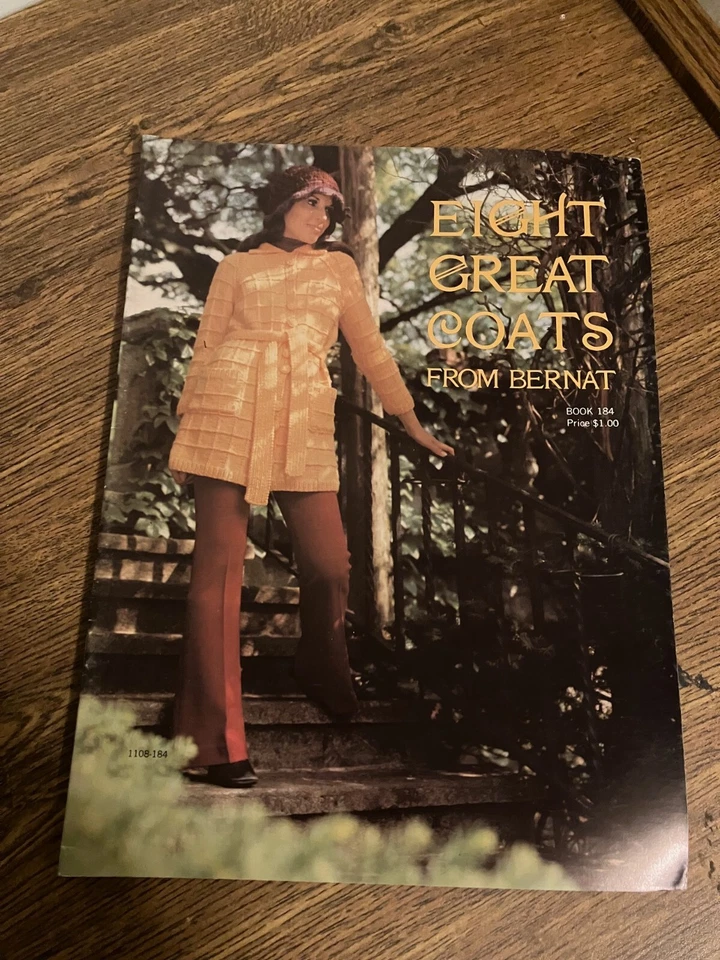 EIGHT
GREAT
COATS
FROM BERNAT
BOOK 184
Price $1.00
1108-184